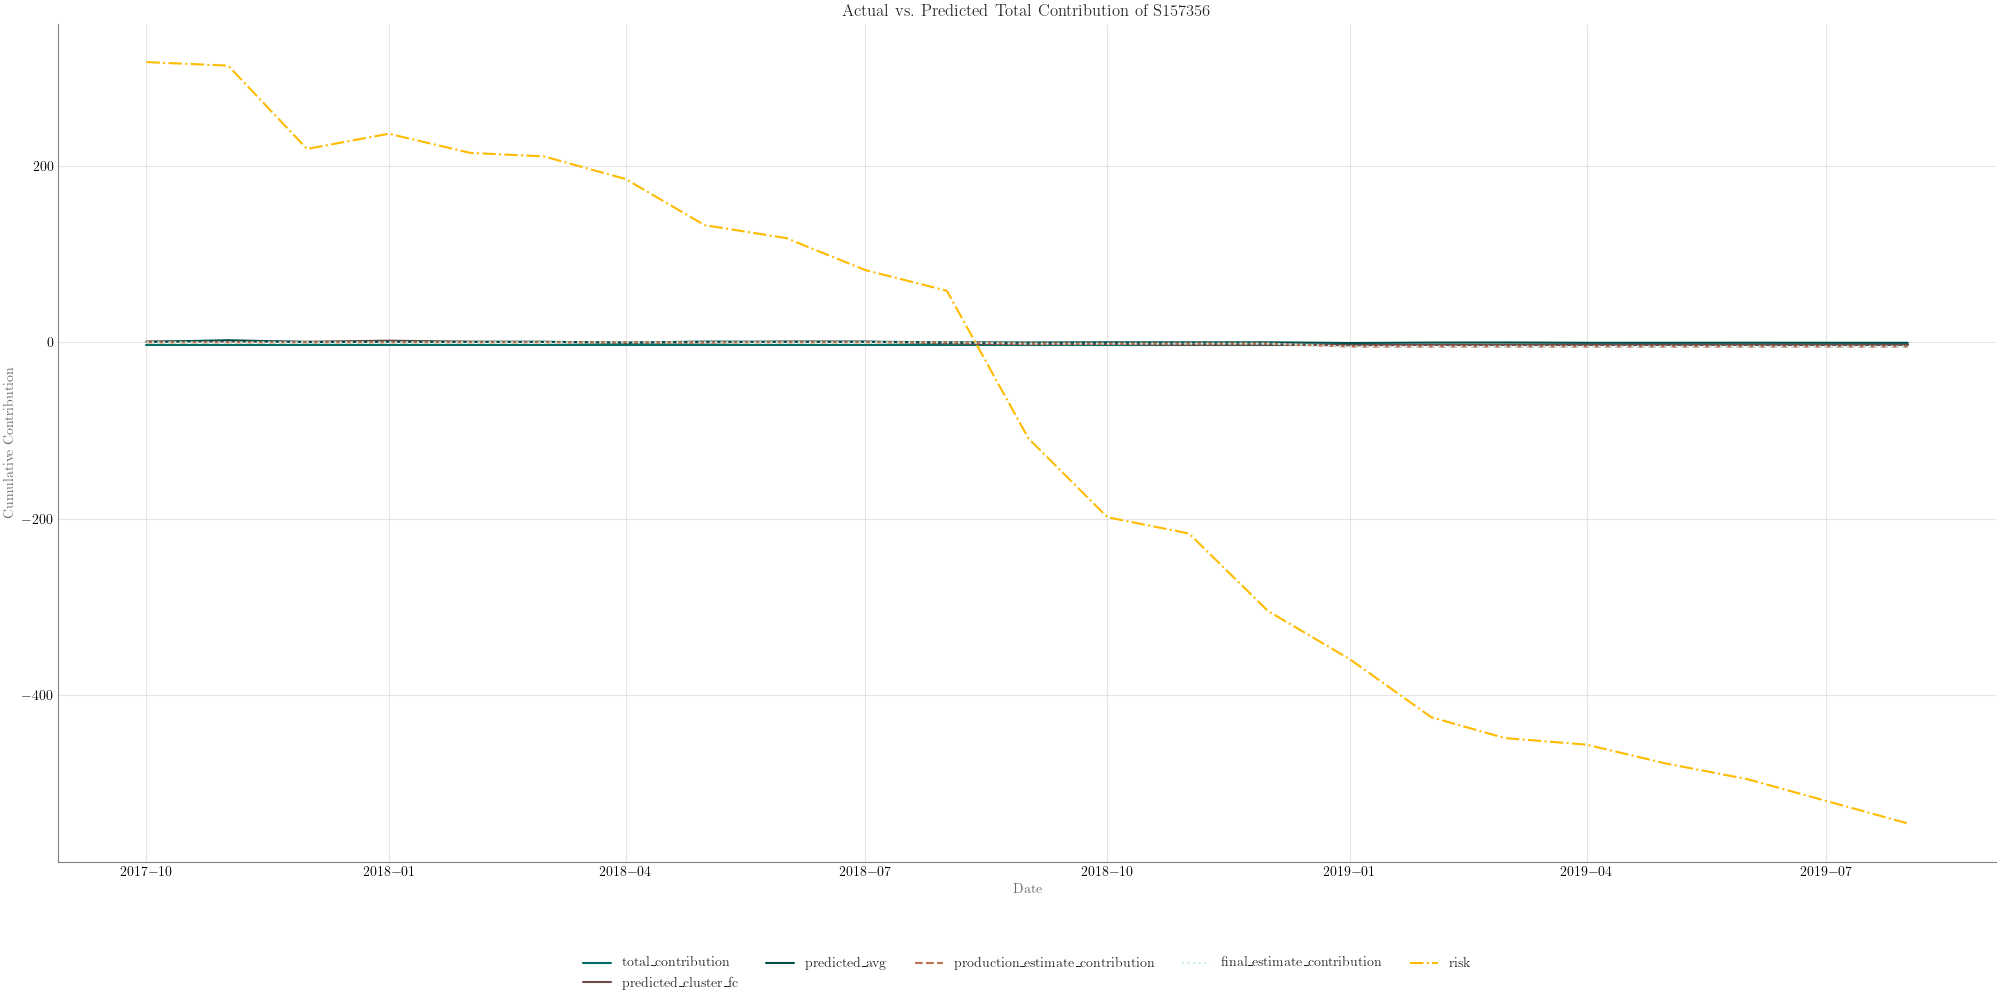 Actual vs. Predicted Total Contribution of S157356
Cumulative Contribution
200
0
−200
−400
2017−10 2018−01 2018−04 2018−07 2018−10 2019−01 2019−04 2019−07
Date
total_contribution predicted_avg production_estimate_contribution final_estimate_contribution risk
predicted_cluster_fc